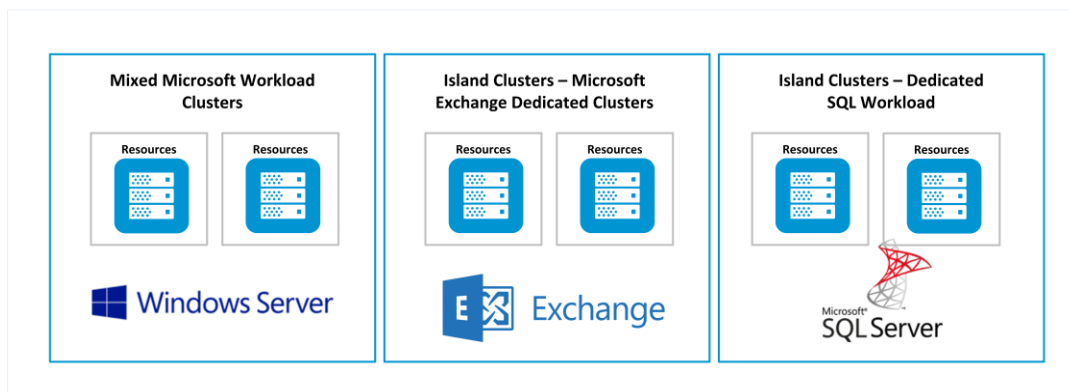 Mixed Microsoft Workload
Clusters
Resources
Resources
Windows Server
Island Clusters – Microsoft
Exchange Dedicated Clusters
Resources
Resources
E
Exchange
Island Clusters – Dedicated
SQL Workload
Resources
Resources
Microsoft®
SQL Server